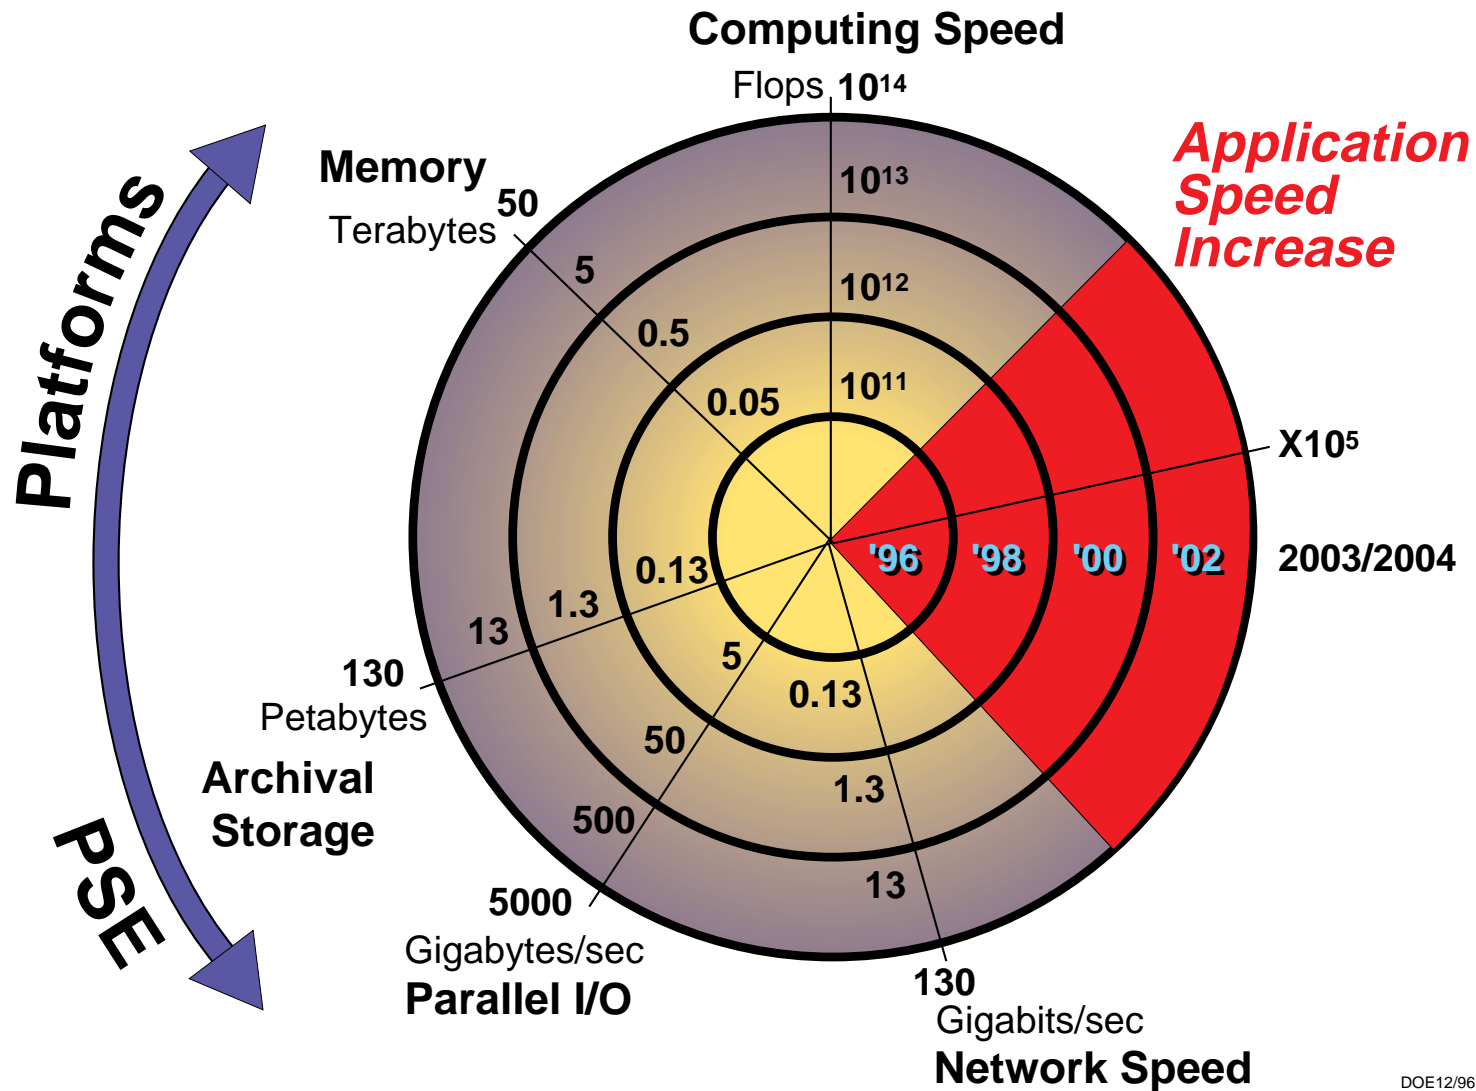 Computing Speed
Flops 10¹⁴
Application
Speed
Increase
Memory
50
Terabytes
Platforms
PSE
10¹³
10¹²
10¹¹
5
0.5
0.05
X10⁵
'96 '98 '00 '02 2003/2004
0.13
1.3
13
130
Petabytes
Archival
Storage
5
50
500
5000
Gigabytes/sec
Parallel I/O
0.13
1.3
13
130
Gigabits/sec
Network Speed
DOE12/96